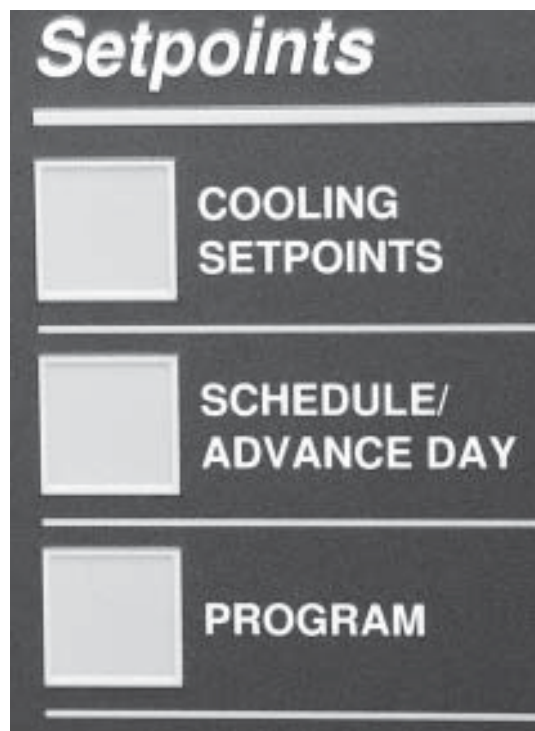 Setpoints
COOLING
SETPOINTS
SCHEDULE/
ADVANCE DAY
PROGRAM